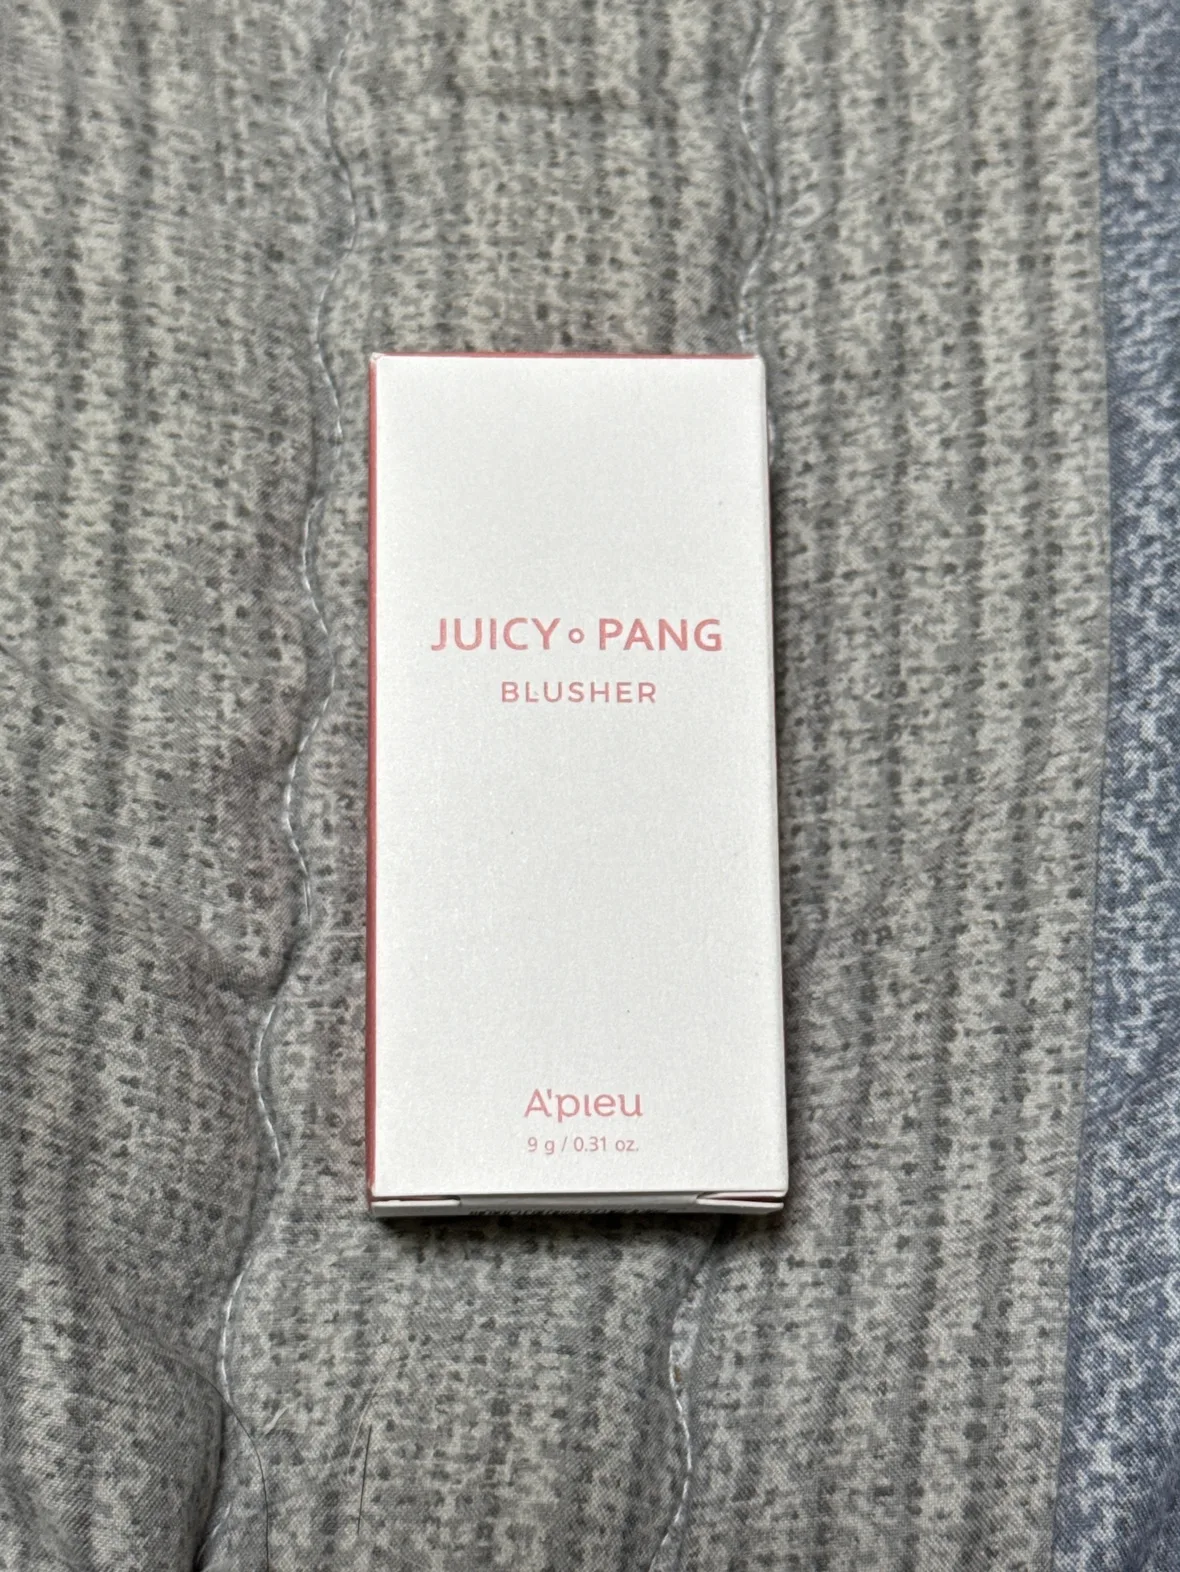 JUICY ∘ PANG
BLUSHER
A'pieu
9 g / 0.31 oz.